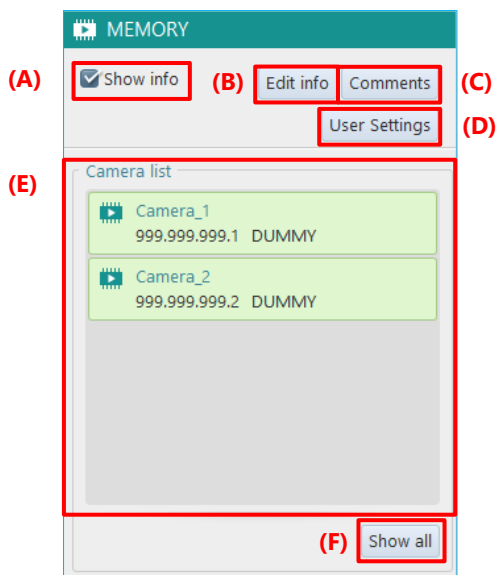 MEMORY
(A) Show info (B) Edit info Comments (C)
User Settings (D)
(E) Camera list
Camera_1
999.999.999.1 DUMMY
Camera_2
999.999.999.2 DUMMY
(F) Show all